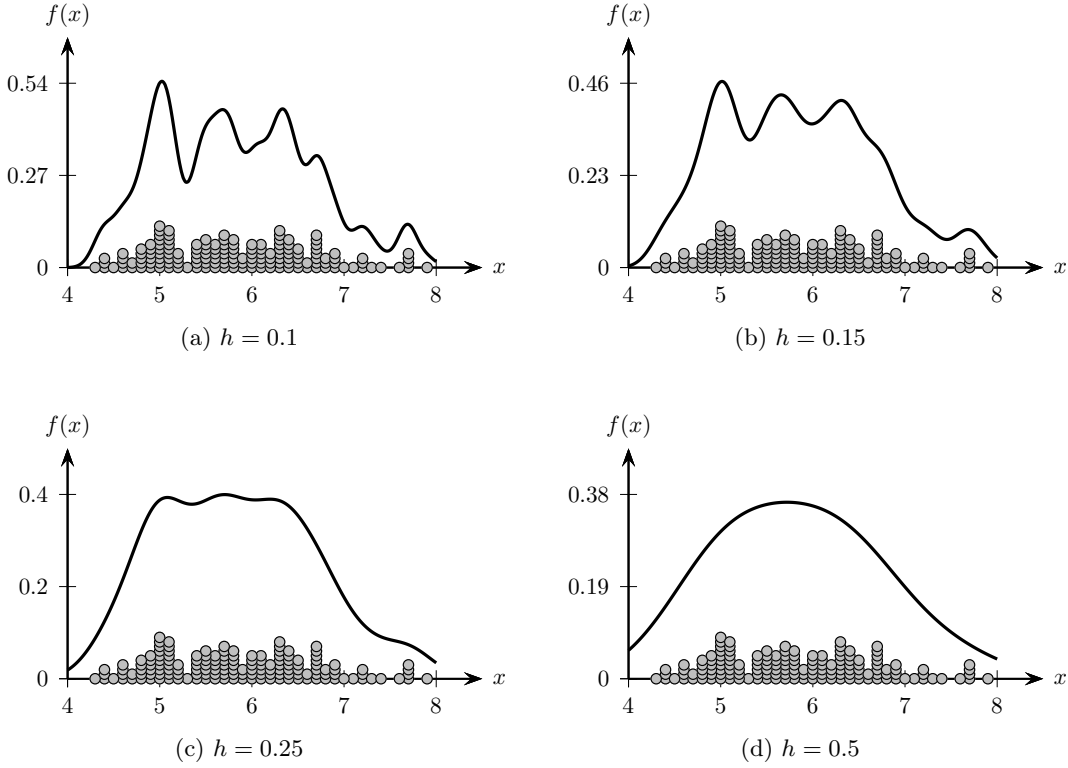 f(x)
0.54
0.27
0
4 5 6 7 8
x
(a) h = 0.1
f(x)
0.46
0.23
0
4 5 6 7 8
x
(b) h = 0.15
f(x)
0.4
0.2
0
4 5 6 7 8
x
(c) h = 0.25
f(x)
0.38
0.19
0
4 5 6 7 8
x
(d) h = 0.5